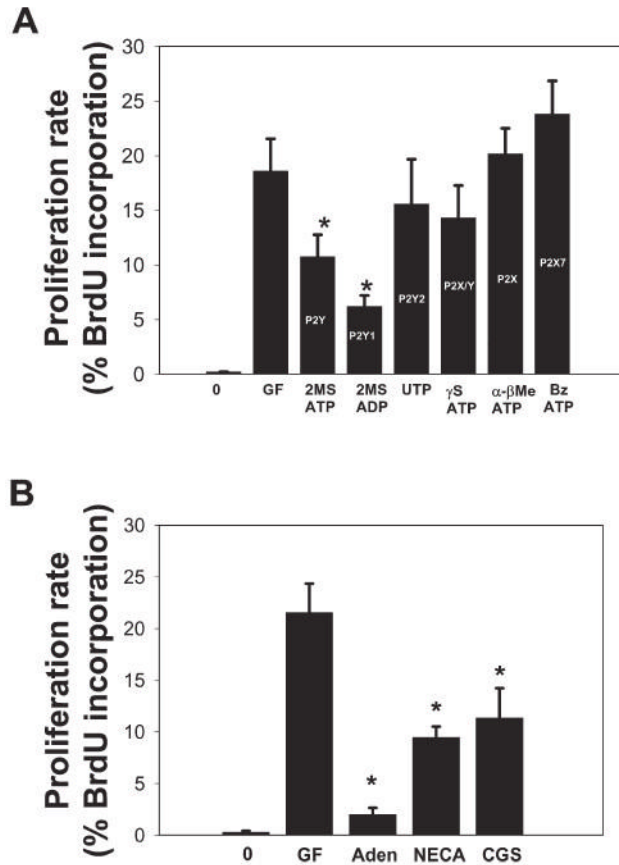 A
Proliferation rate
(% BrdU incorporation)
30
25
20
15
10
5
0
*
*
P2Y
P2Y1
P2Y2
P2X/Y
P2X
P2X7
0 GF 2MS UTP γS α-βMe Bz
ATP ADP ATP ATP ATP
B
Proliferation rate
(% BrdU incorporation)
30
25
20
15
10
5
0
*
*
*
0 GF Aden NECA CGS